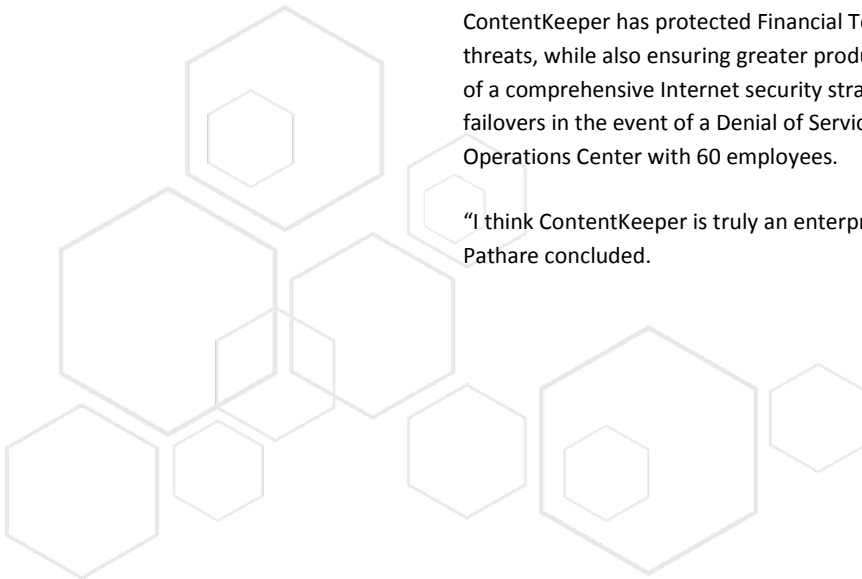 ContentKeeper has protected Financial
threats, while also ensuring greater
of a comprehensive Internet security
failovers in the event of a Denial of
Operations Center with 60 employees.
“I think ContentKeeper is truly an
Pathare concluded.